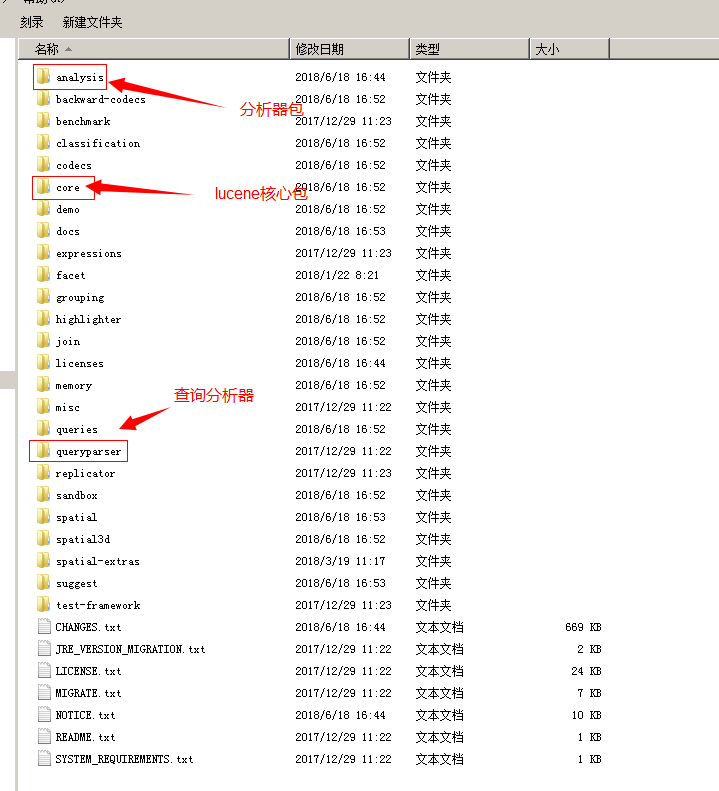 刻录 新建文件夹
名称 修改日期 类型 大小
analysis 2018/6/18 16:44 文件夹
分析器包
backward-codecs 2018/6/18 16:52 文件夹
benchmark 2017/12/29 11:23 文件夹
classification 2018/6/18 16:52 文件夹
codecs 2018/6/18 16:52 文件夹
core 2018/6/18 16:52 文件夹
lucene核心包
demo 2018/6/18 16:52 文件夹
docs 2018/6/18 16:53 文件夹
expressions 2017/12/29 11:23 文件夹
facet 2018/1/22 8:21 文件夹
grouping 2018/6/18 16:52 文件夹
highlighter 2018/6/18 16:52 文件夹
join 2018/6/18 16:52 文件夹
licenses 2018/6/18 16:44 文件夹
memory 2018/6/18 16:52 文件夹
查询分析器
misc 2017/12/29 11:22 文件夹
queries 2018/6/18 16:52 文件夹
queryparser 2017/12/29 11:22 文件夹
replicator 2017/12/29 11:23 文件夹
sandbox 2018/6/18 16:52 文件夹
spatial 2018/6/18 16:53 文件夹
spatial3d 2018/6/18 16:52 文件夹
spatial-extras 2018/3/19 11:17 文件夹
suggest 2018/6/18 16:53 文件夹
test-framework 2017/12/29 11:23 文件夹
CHANGES.txt 2018/6/18 16:44 文本文档 669 KB
JRE_VERSION_MIGRATION.txt 2017/12/29 11:22 文本文档 2 KB
LICENSE.txt 2017/12/29 11:22 文本文档 24 KB
MIGRATE.txt 2017/12/29 11:22 文本文档 7 KB
NOTICE.txt 2018/6/18 16:44 文本文档 10 KB
README.txt 2017/12/29 11:22 文本文档 1 KB
SYSTEM_REQUIREMENTS.txt 2017/12/29 11:22 文本文档 1 KB